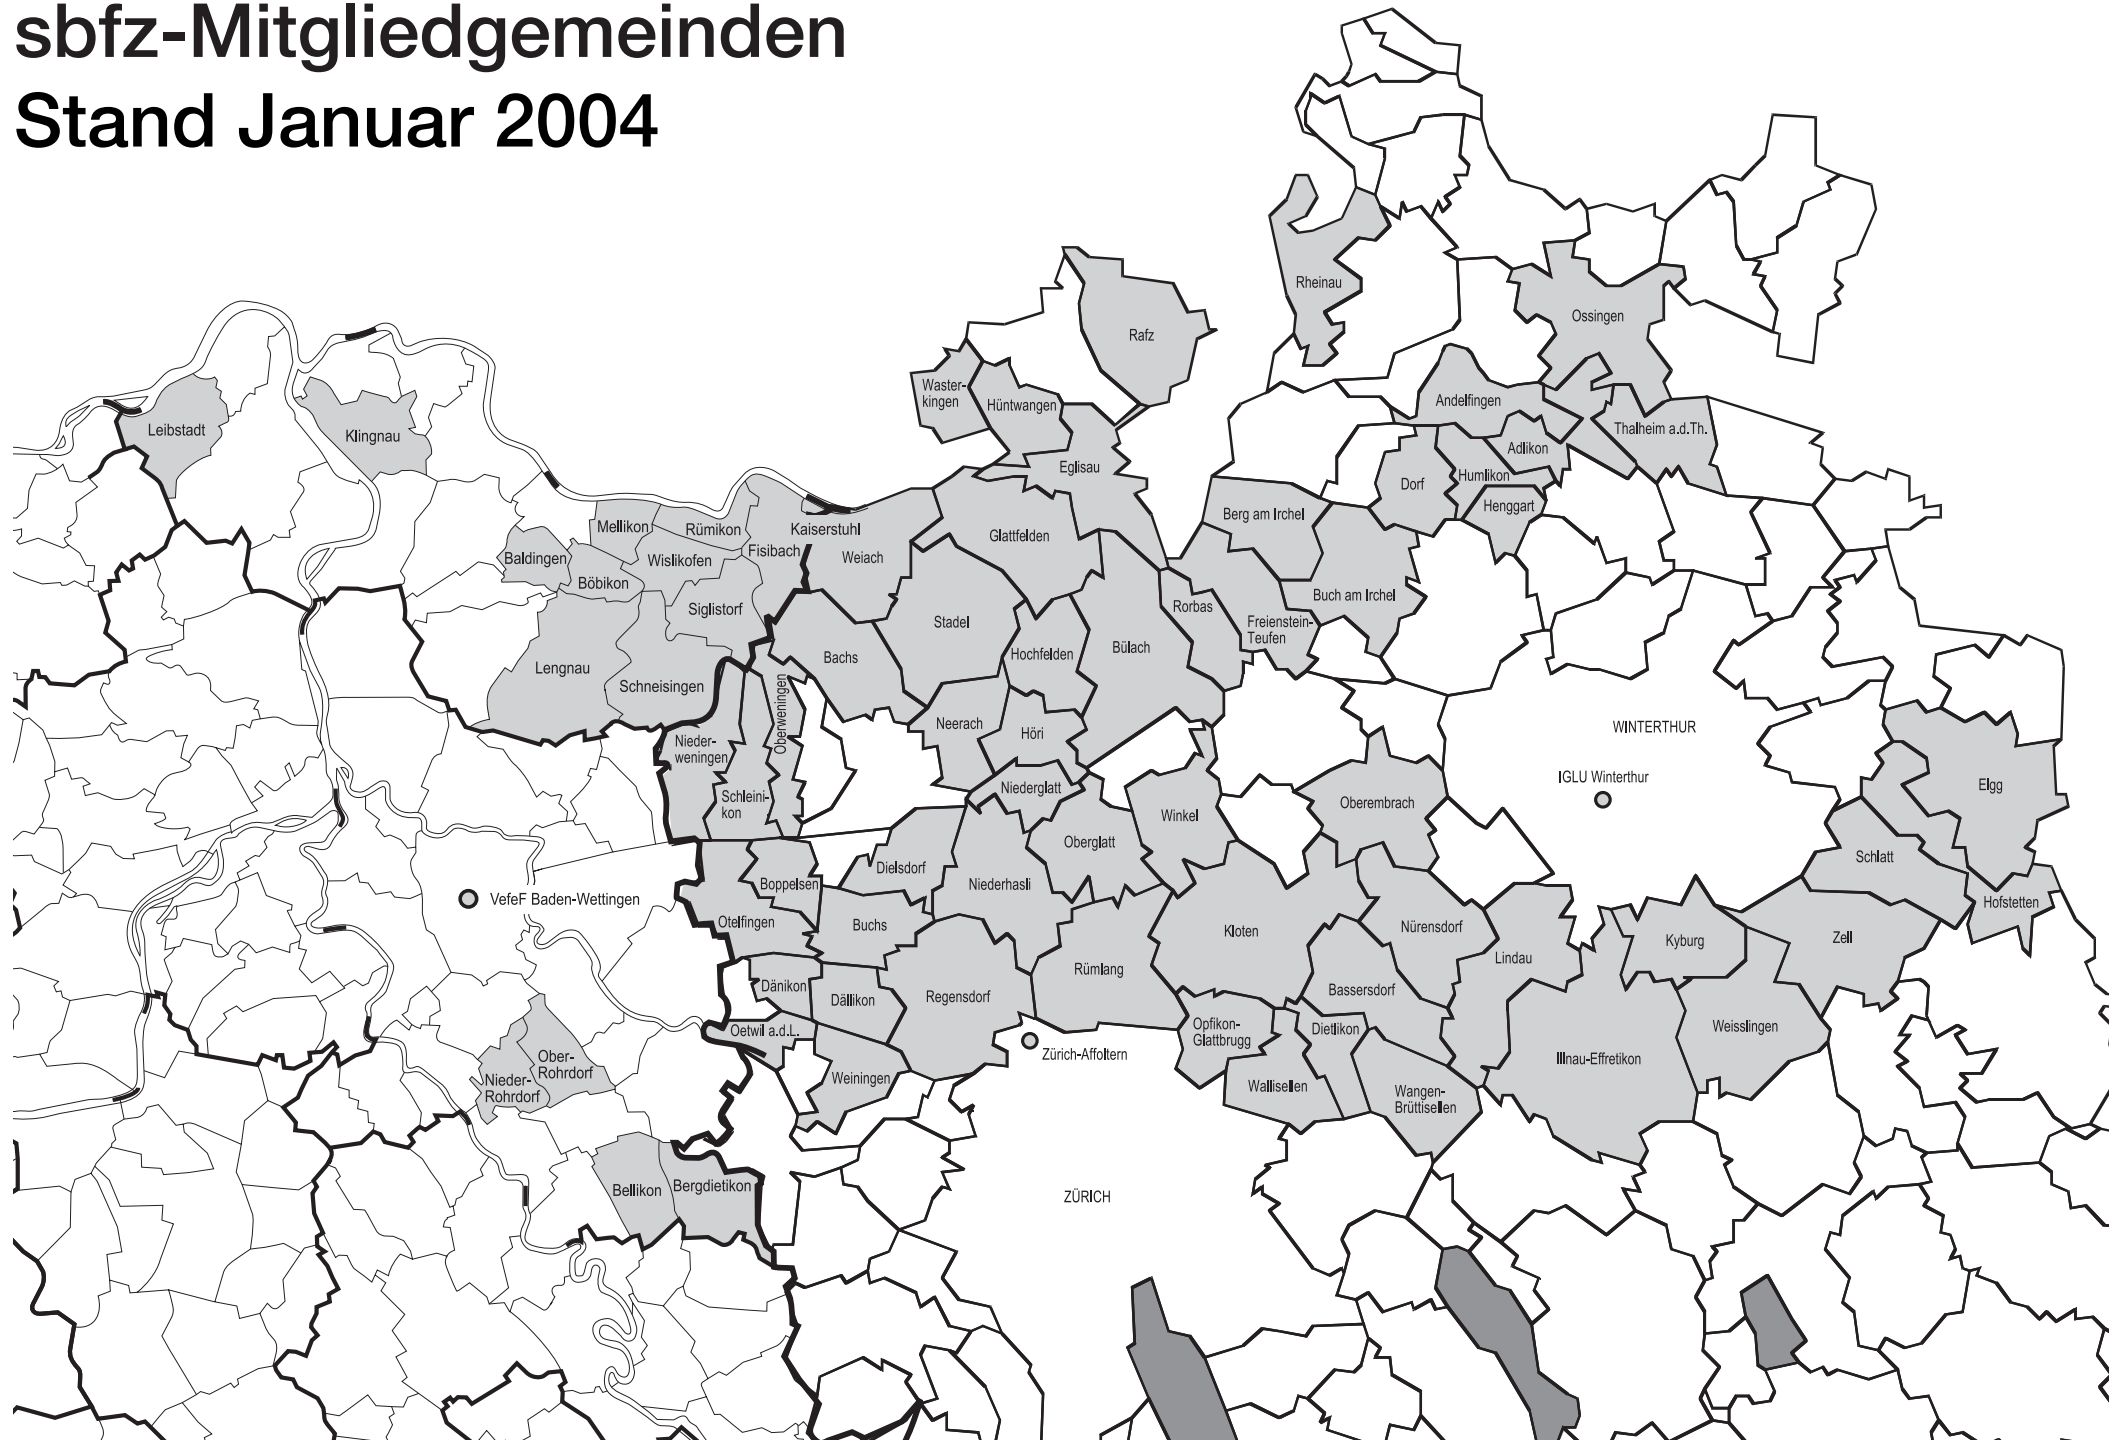 sbfz-Mitgliedgemeinden
Stand Januar 2004
Rheinau
Ossingen
Rafz
Waster-
kingen
Hüntwangen
Andelfingen
Leibstadt
Klingnau
Thalheim a.d.Th.
Adlikon
Eglisau
Humlikon
Dorf
Henggart
Berg am Irchel
Mellikon
Rümikon
Kaiserstuhl
Glattfelden
Fisibach
Weiach
Baldingen
Wislikofen
Böbikon
Buch am Irchel
Siglistorf
Rorbas
Stadel
Freienstein-
Teufen
Bülach
Hochfelden
Bachs
Lengnau
Schneisingen
Oberweningen
Neerach
Höri
WINTERTHUR
Nieder-
weningen
IGLU Winterthur
Niederglatt
Elgg
Schleini-
kon
Oberembrach
Winkel
Oberglatt
Schlatt
Dielsdorf
Boppelsen
Niederhasli
VefeF Baden-Wettingen
Hofstetten
Otelfingen
Buchs
Kloten
Nürensdorf
Kyburg
Zell
Lindau
Rümlang
Dänikon
Dällikon
Regensdorf
Bassersdorf
Opfikon-
Glattbrugg
Dietlikon
Weisslingen
Oetwil a.d.L.
Zürich-Affoltern
Illnau-Effretikon
Ober-
Rohrdorf
Weiningen
Nieder-
Rohrdorf
Wallisellen
Wangen-
Brüttisellen
Bellikon
Bergdietikon
ZÜRICH